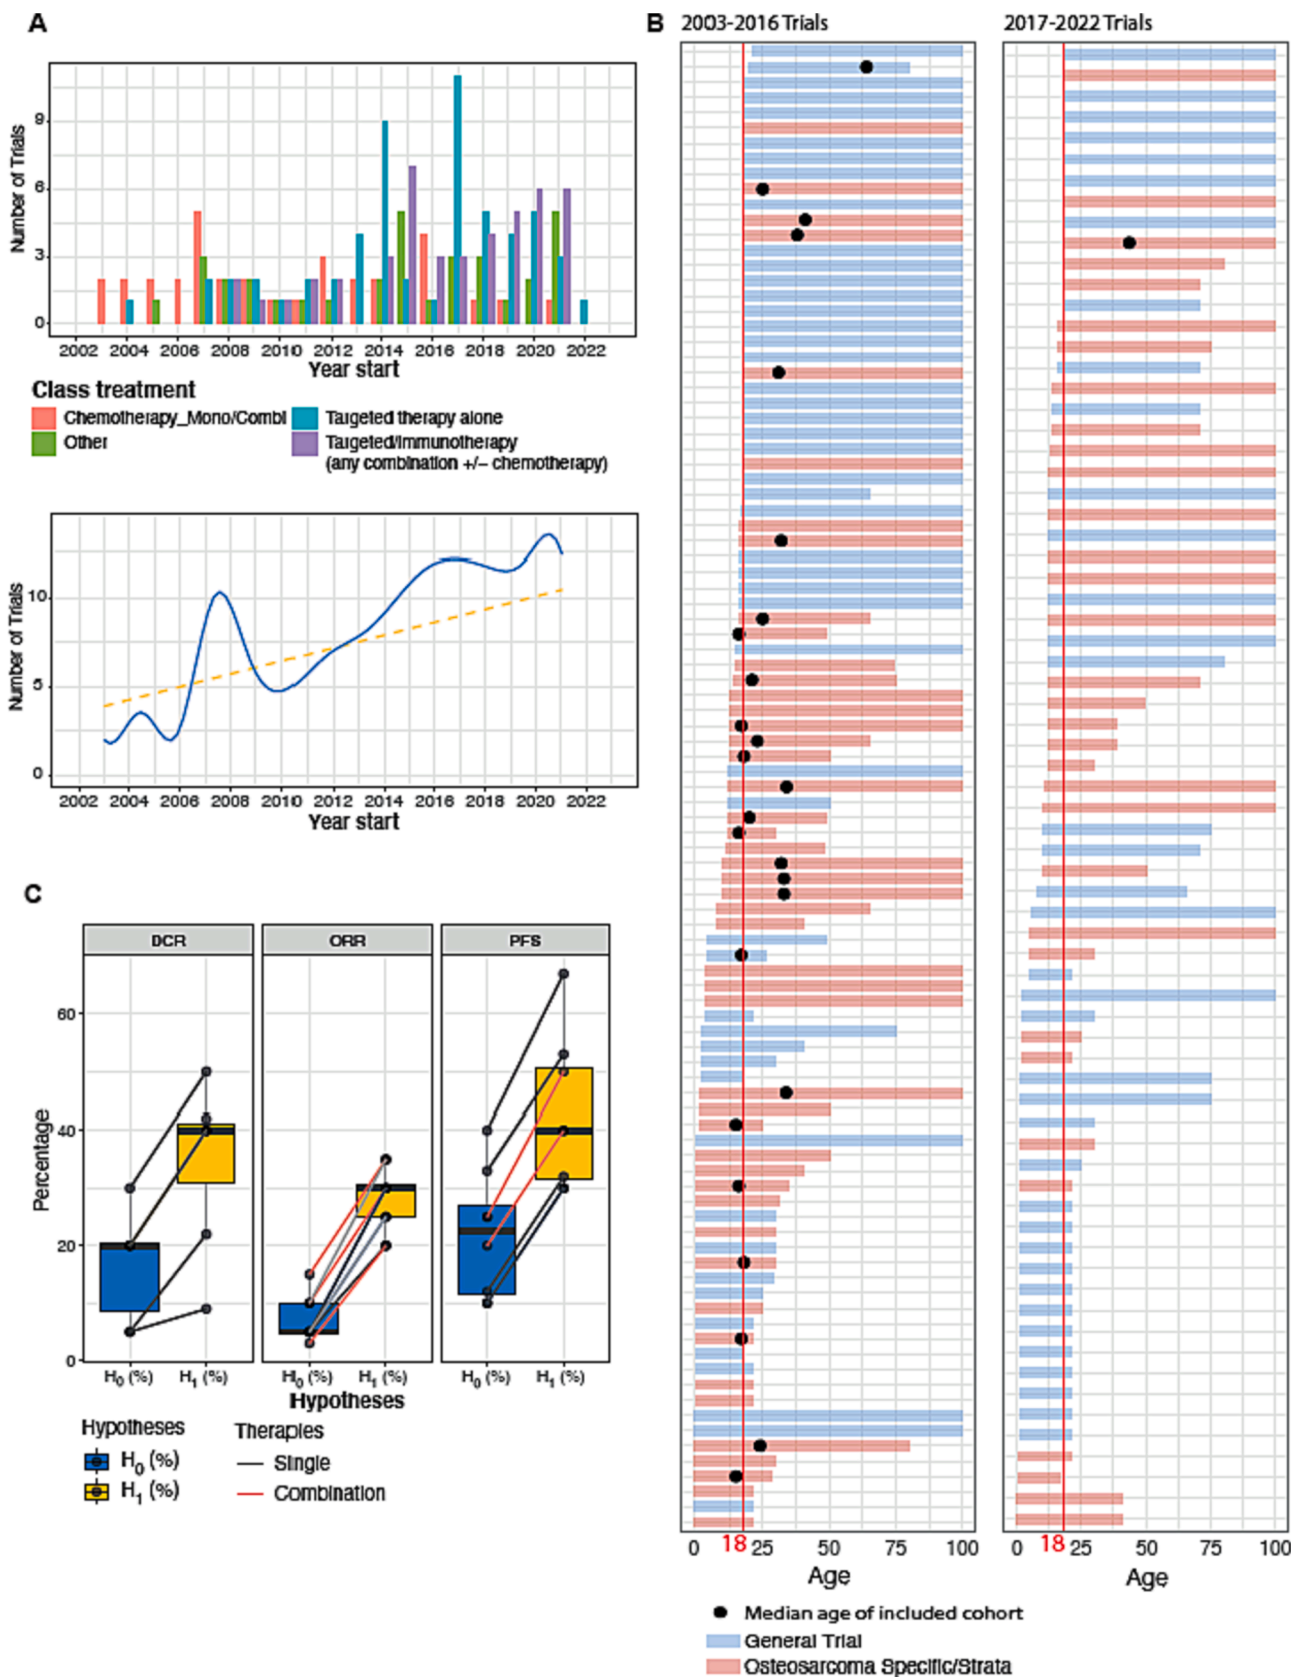 A
Number of Trials
9
6
3
0
2002 2004 2006 2008 2010 2012 2014 2016 2018 2020 2022
Year start
Class treatment
Chemotherapy_Mono/Combi
Targeted therapy alone
Other
Targeted/Immunotherapy
(any combination +/− chemotherapy)
Number of Trials
10
5
0
2002 2004 2006 2008 2010 2012 2014 2016 2018 2020 2022
Year start
B
2003-2016 Trials
2017-2022 Trials
0 18 25 50 75 100
Age
0 18 25 50 75 100
Age
Median age of included cohort
General Trial
Osteosarcoma Specific/Strata
C
DCR ORR PFS
Percentage
60
40
20
0
H0 (%) H1 (%) H0 (%) H1 (%) H0 (%) H1 (%)
Hypotheses
Hypotheses
H0 (%)
H1 (%)
Therapies
Single
Combination